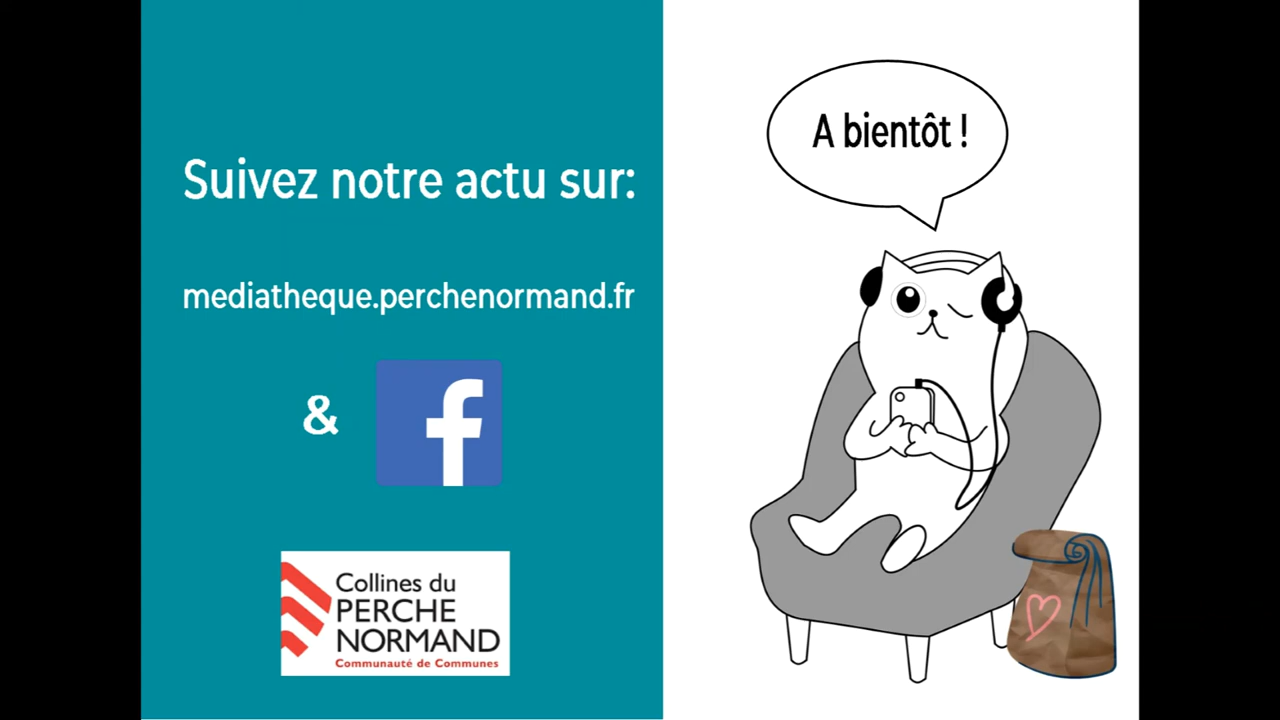 Suivez notre actu sur:
mediatheque.perchenormand.fr
&
f
Collines du
PERCHE
NORMAND
Communauté de Communes
A bientôt !